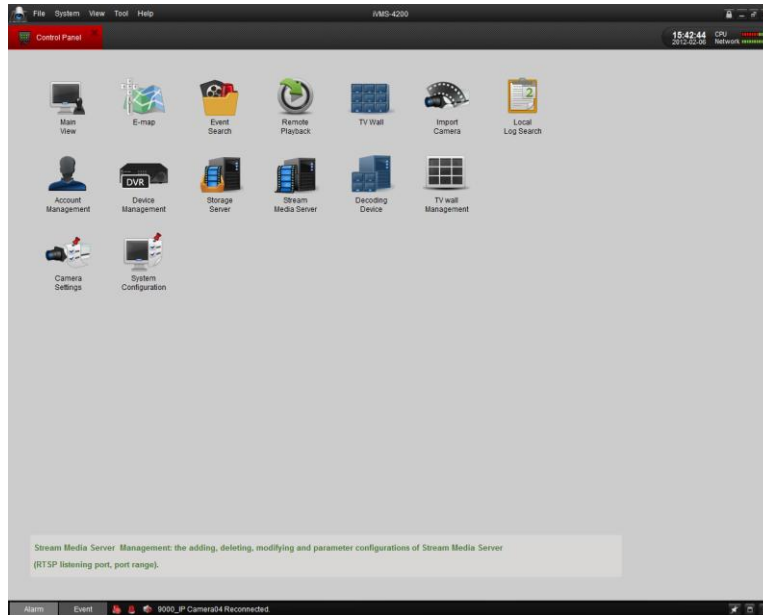 File System View Tool Help
iVMS-4200
Control Panel
15:42:44
2012-02-06
CPU
Network
Main
View
E-map
Event
Search
Remote
Playback
TV Wall
Import
Camera
2
Local
Log Search
Account
Management
DVR
Device
Management
Storage
Server
Stream
Media Server
Decoding
Device
TV wall
Management
Camera
Settings
System
Configuration
Stream Media Server Management: the adding, deleting, modifying and parameter configurations of Stream Media Server
(RTSP listening port, port range).
Alarm Event 9000_IP Camera04 Reconnected.